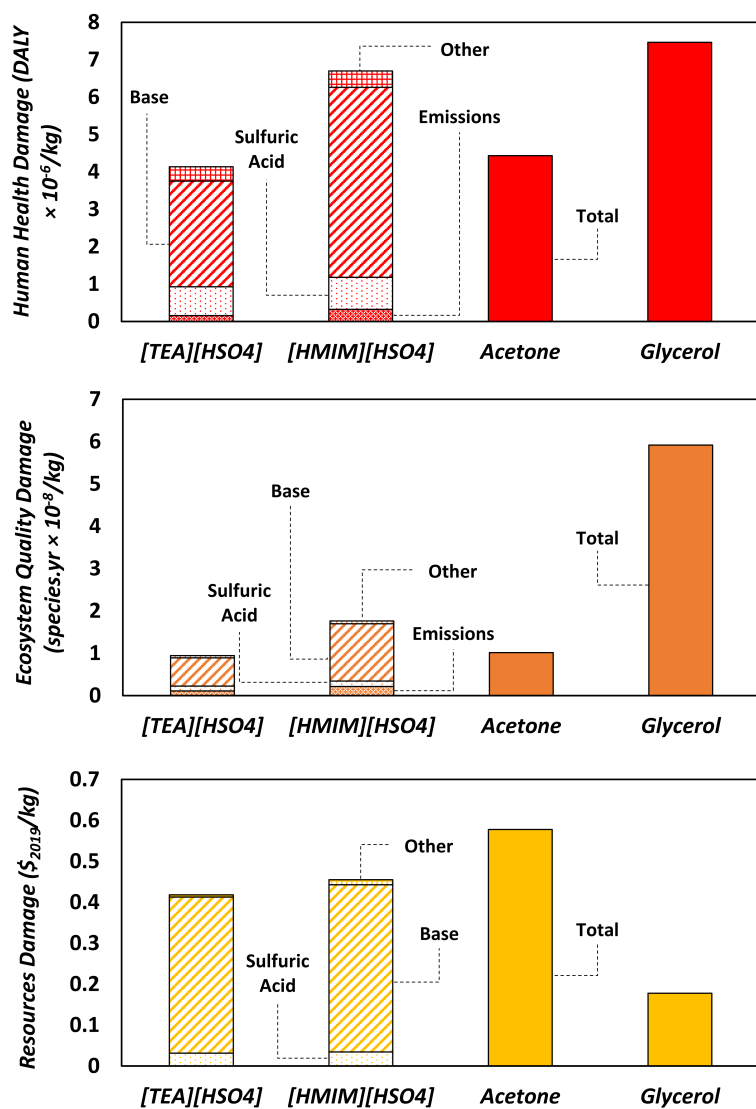 Human Health Damage (DALY
× 10-6/kg)
8
7
6
5
4
3
2
1
0
Other
Base
Emissions
Sulfuric
Acid
Total
[TEA][HSO4] [HMIM][HSO4] Acetone Glycerol
Ecosystem Quality Damage
(species.yr × 10-8/kg)
7
6
5
4
3
2
1
0
Base
Total
Other
Sulfuric
Acid
Emissions
[TEA][HSO4] [HMIM][HSO4] Acetone Glycerol
Resources Damage ($2019/kg)
0.7
0.6
0.5
0.4
0.3
0.2
0.1
0
Other
Base
Total
Sulfuric
Acid
[TEA][HSO4] [HMIM][HSO4] Acetone Glycerol